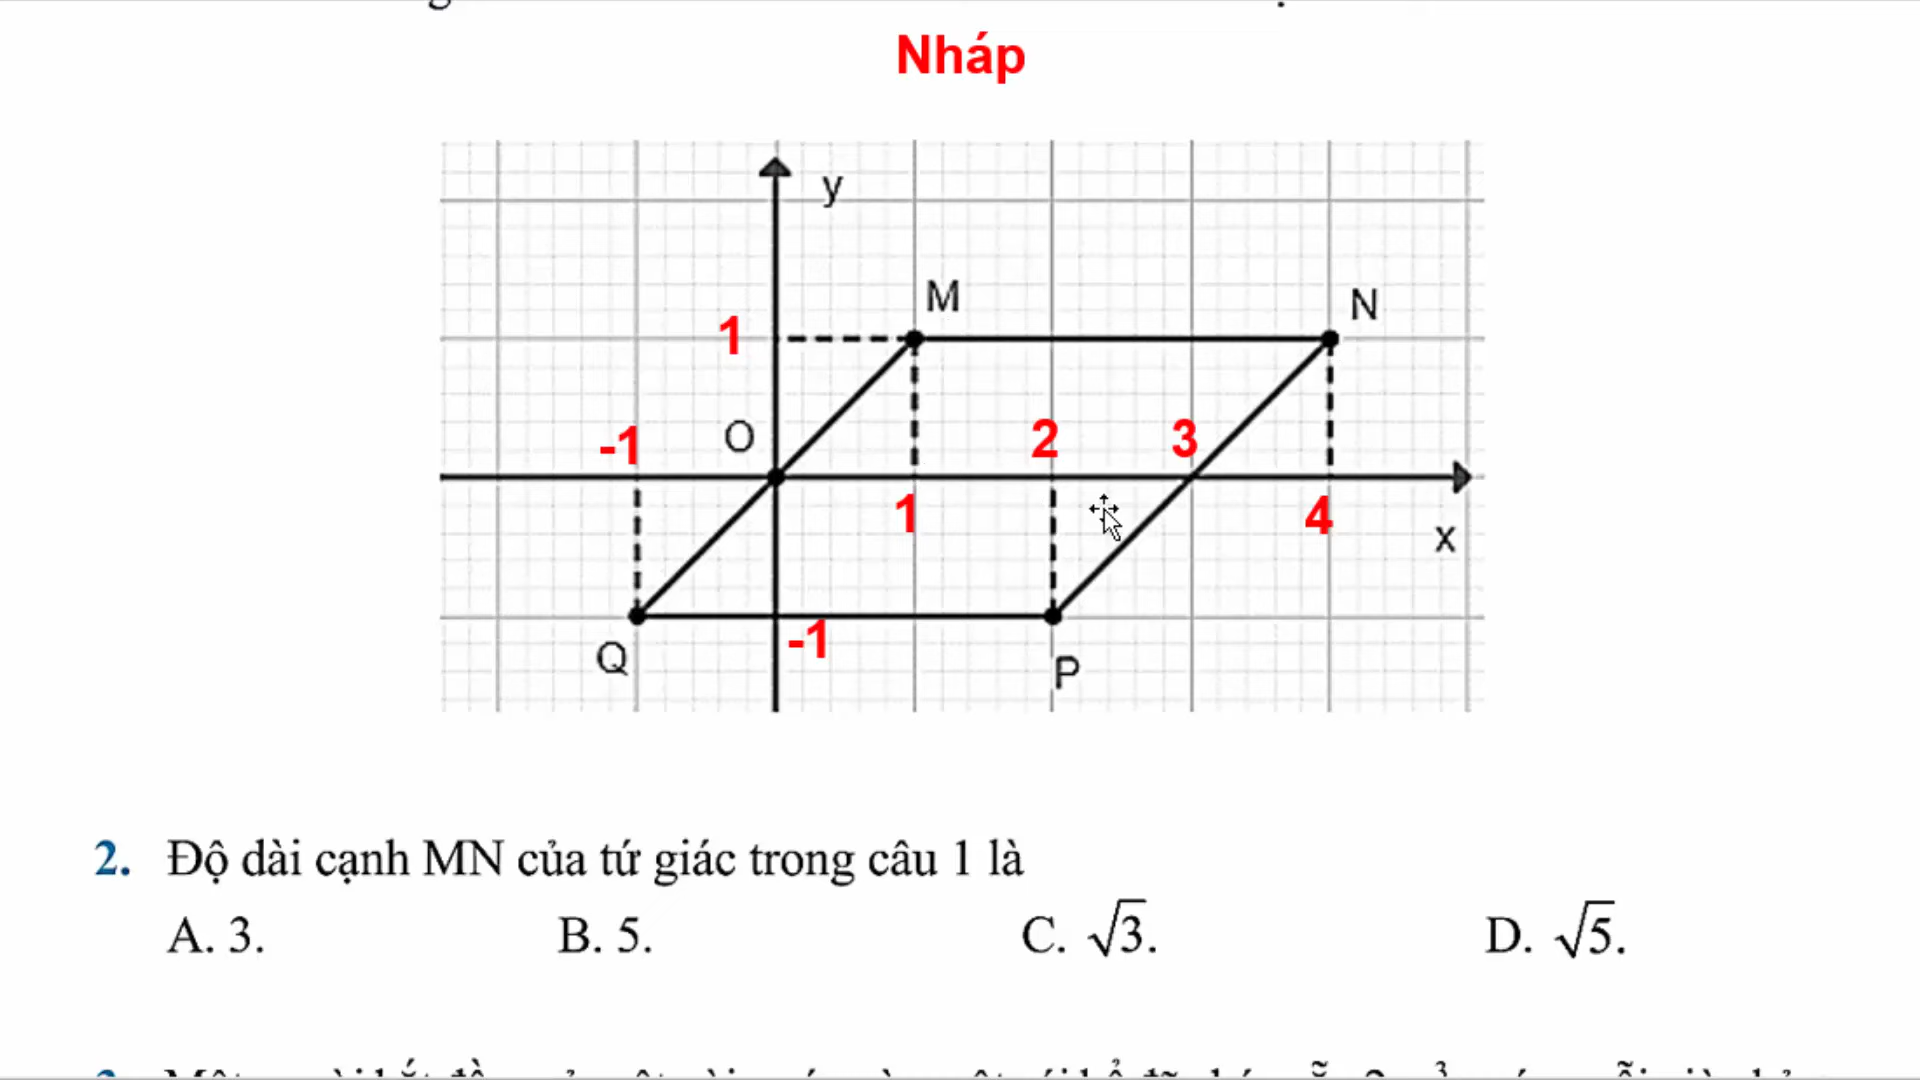 Nháp
y
M
N
1
O
-1
2
3
1
4
x
-1
Q
P
2. Độ dài cạnh MN của tứ giác trong câu 1 là
A. 3. B. 5. C. √3. D. √5.